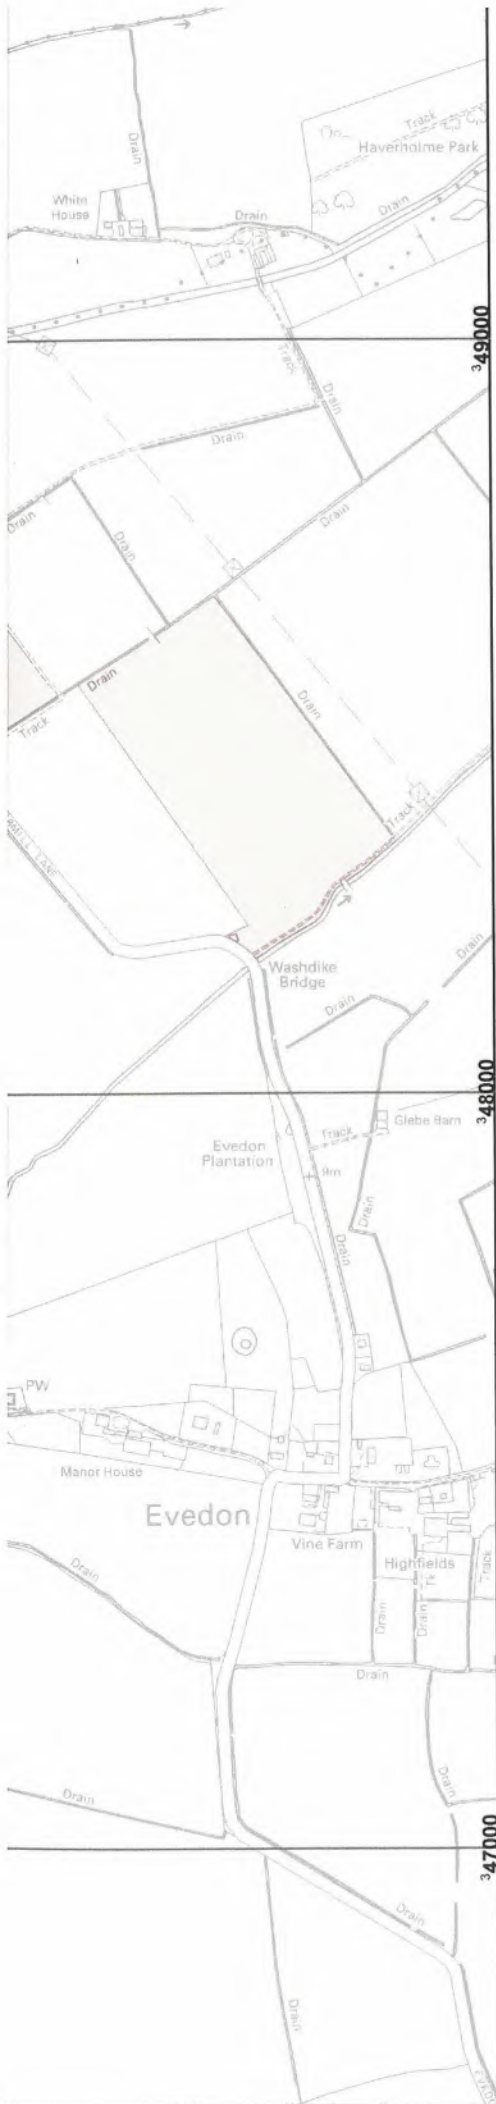 Drain
Track
Haverholme Park
White
House
Drain
Drain
³49000
Track
Drain
Drain
Drain
Drain
Drain
Drain
Drain
Track
Track
Washdike
Bridge
Drain
Drain
³48000
Glebe Barn
Track
Evedon
Plantation
9m
Drain
Drain
PW
Manor House
Evedon
Vine Farm
Highfields
Drain
Tk
Track
Drain
Drain
Drain
Drain
Drain
³47000
Drain
Drain